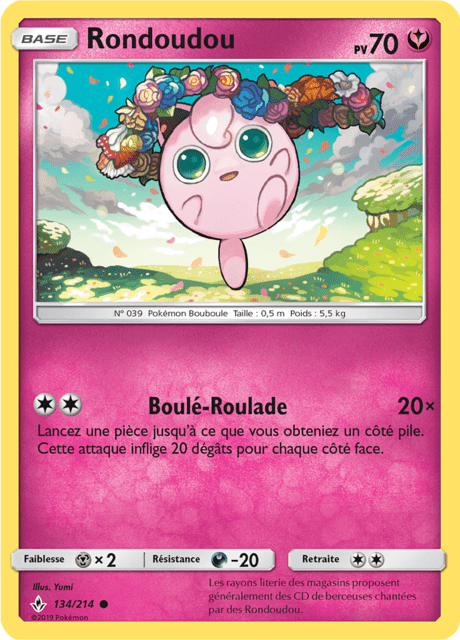 BASE Rondoudou PV70
N° 039 Pokémon Bouboule Taille : 0,5 m Poids : 5,5 kg
Boulé-Roulade 20×
Lancez une pièce jusqu'à ce que vous obteniez un côté pile.
Cette attaque inflige 20 dégâts pour chaque côté face.
Faiblesse × 2 Résistance -20 Retraite
Illus. Yumi
134/214
©2019 Pokémon
Les rayons literie des magasins proposent
généralement des CD de berceuses chantées
par des Rondoudou.